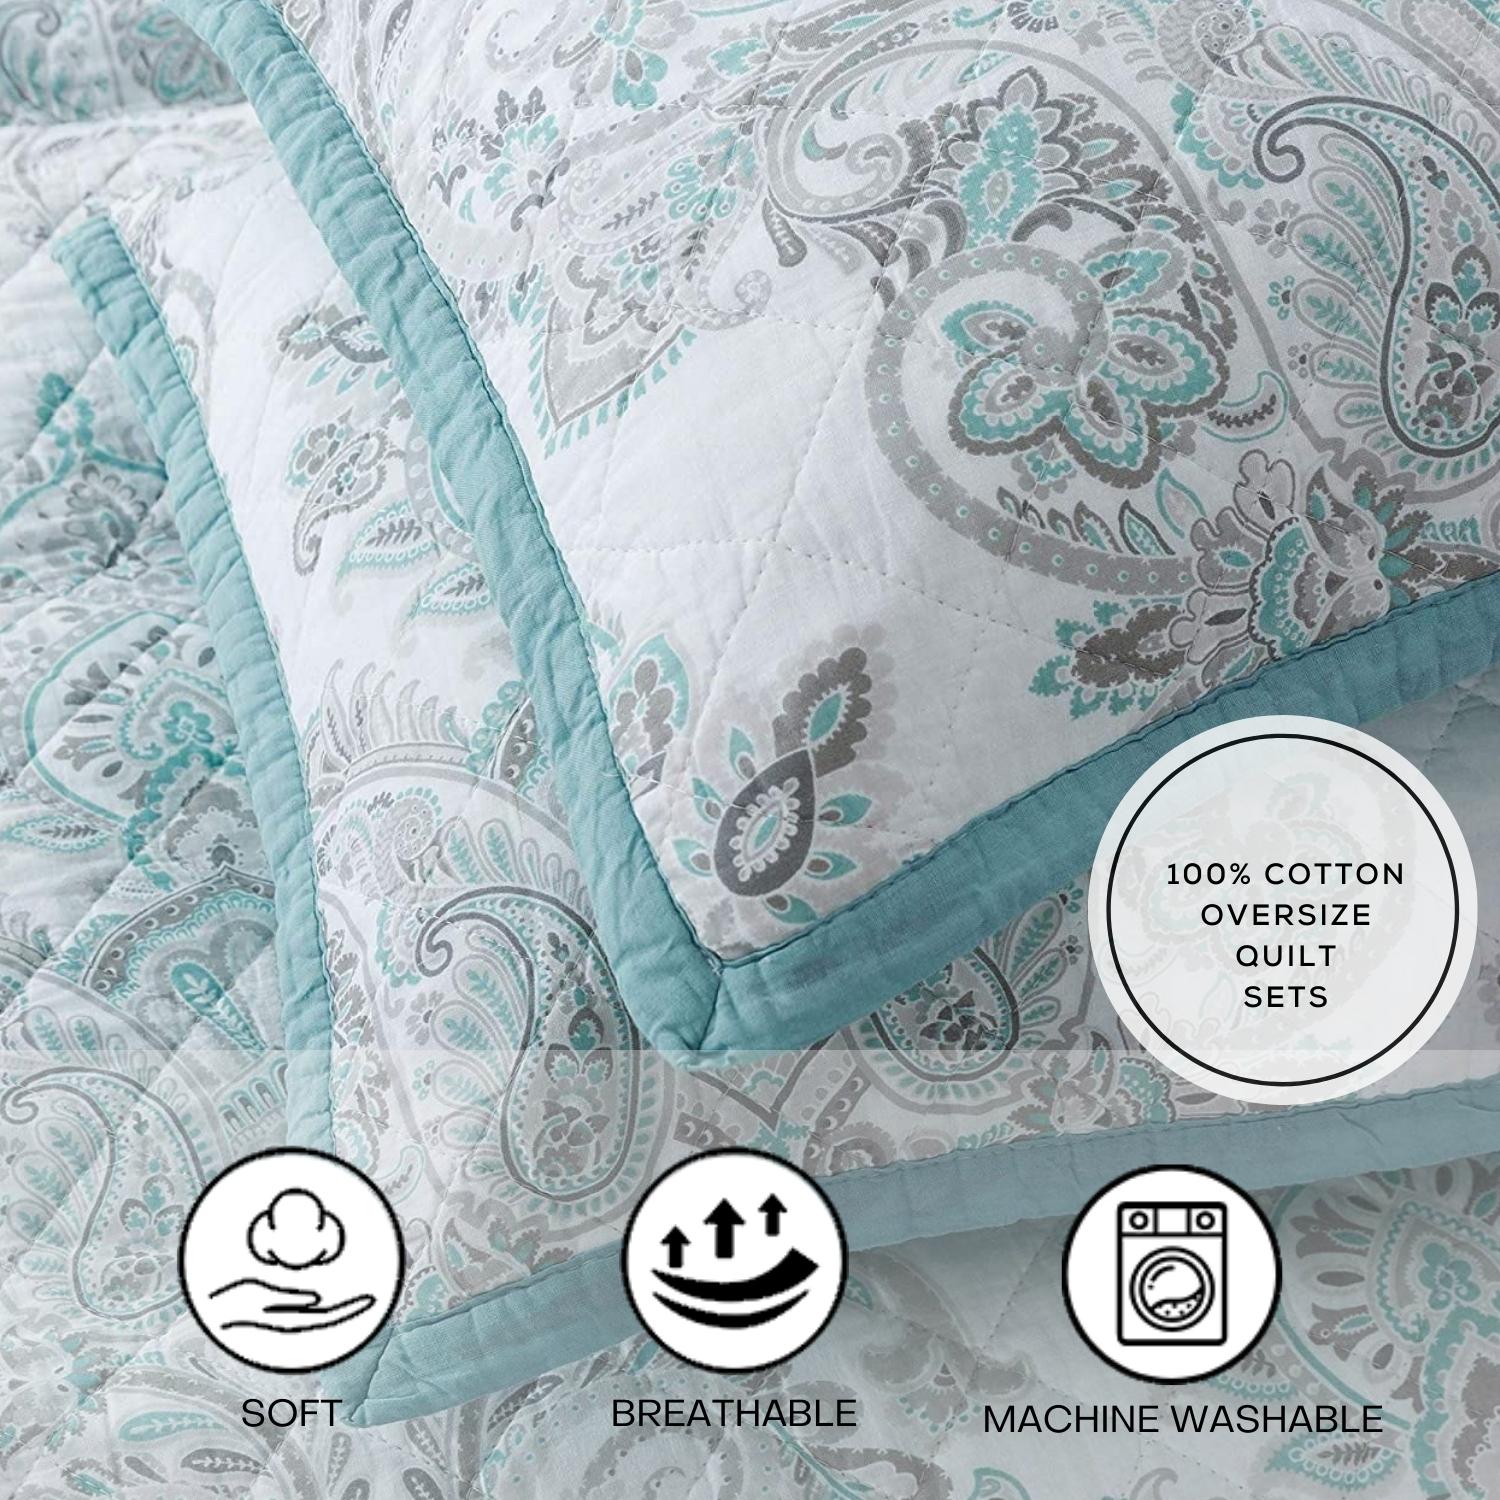 100% COTTON
OVERSIZE
QUILT
SETS
SOFT
BREATHABLE
MACHINE WASHABLE